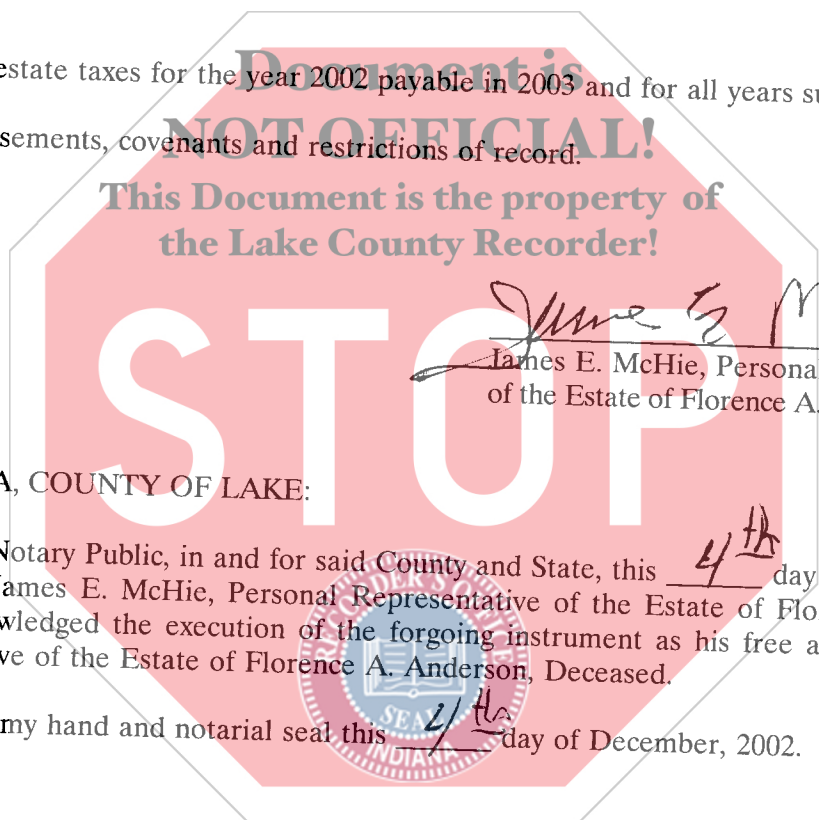 estate taxes for the year 2002 payable in 2003 and for all years su
sements, covenants and restrictions of record.
Document is
NOT OFFICIAL!
This Document is the property of
the Lake County Recorder!
STOP
James E. McHie, Persona
of the Estate of Florence A.
A, COUNTY OF LAKE:
Notary Public, in and for said County and State, this 4th day
James E. McHie, Personal Representative of the Estate of Flo
wledged the execution of the forgoing instrument as his free a
ve of the Estate of Florence A. Anderson, Deceased.
my hand and notarial seal this 4th day of December, 2002.
RECORDER'S OFFICE
SEAL
INDIANA